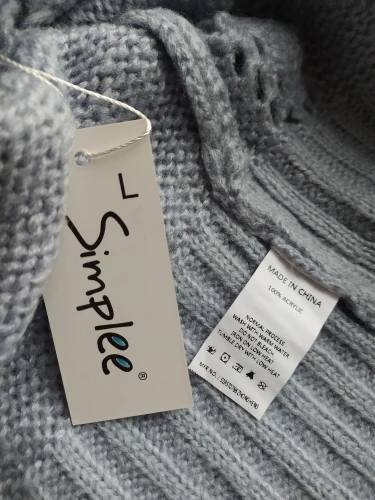 L
Simplee®
MADE IN CHINA
100% ACRYLIC
NORVAL PROCESS
WASH WITH WARM WATER
DO NOT BLEACH
IRON ON LOW HEAT
TUMBLE DRY WITH LOW HEAT